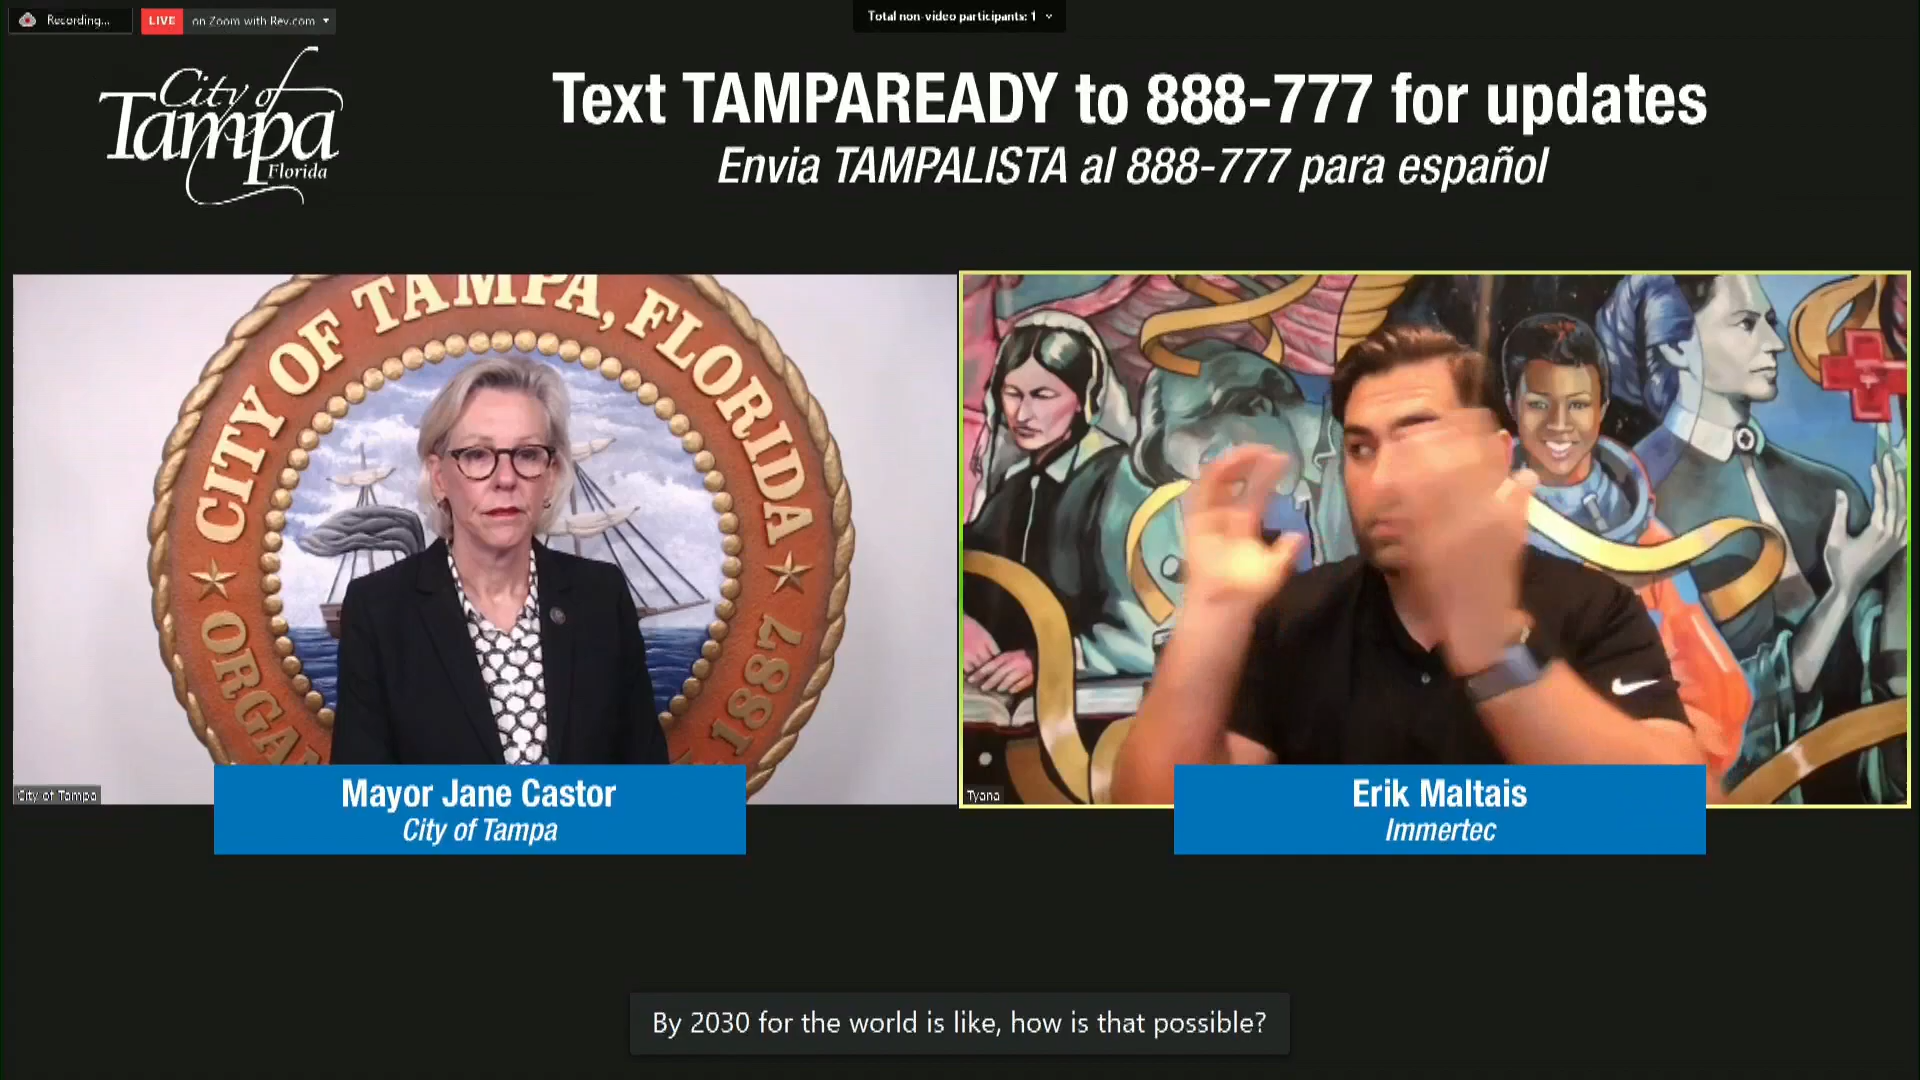 Recording...
LIVE on Zoom with Rev.com
Total non-video participants: 1
City of
Tampa
Florida
Text TAMPAREADY to 888-777 for updates
Envia TAMPALISTA al 888-777 para español
CITY OF TAMPA, FLORIDA
ORGA
1887
City of Tampa
Tyana
Mayor Jane Castor
City of Tampa
Erik Maltais
Immertec
By 2030 for the world is like, how is that possible?